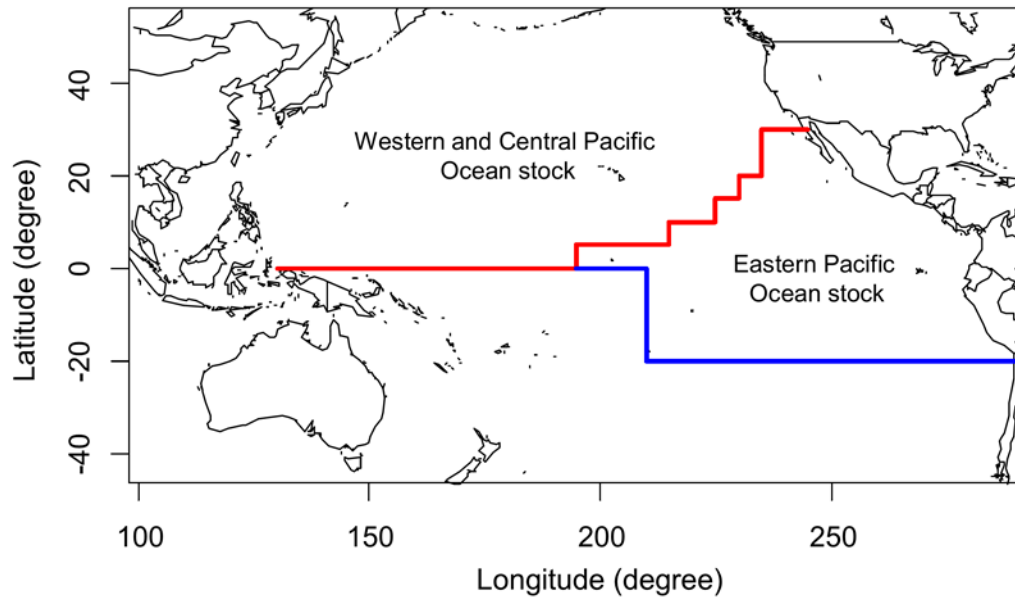 Western and Central Pacific
Ocean stock
Eastern Pacific
Ocean stock
Latitude (degree)
40
20
0
-20
-40
100
150
200
250
Longitude (degree)